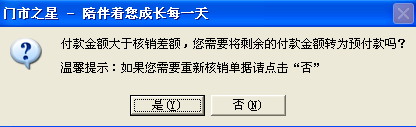 门市之星 - 陪伴着您成长每一天
付款金额大于核销差额，您需要将剩余的付款金额转为预付款吗？
温馨提示：如果您需要重新核销单据请点击“否”
是(Y)
否(N)